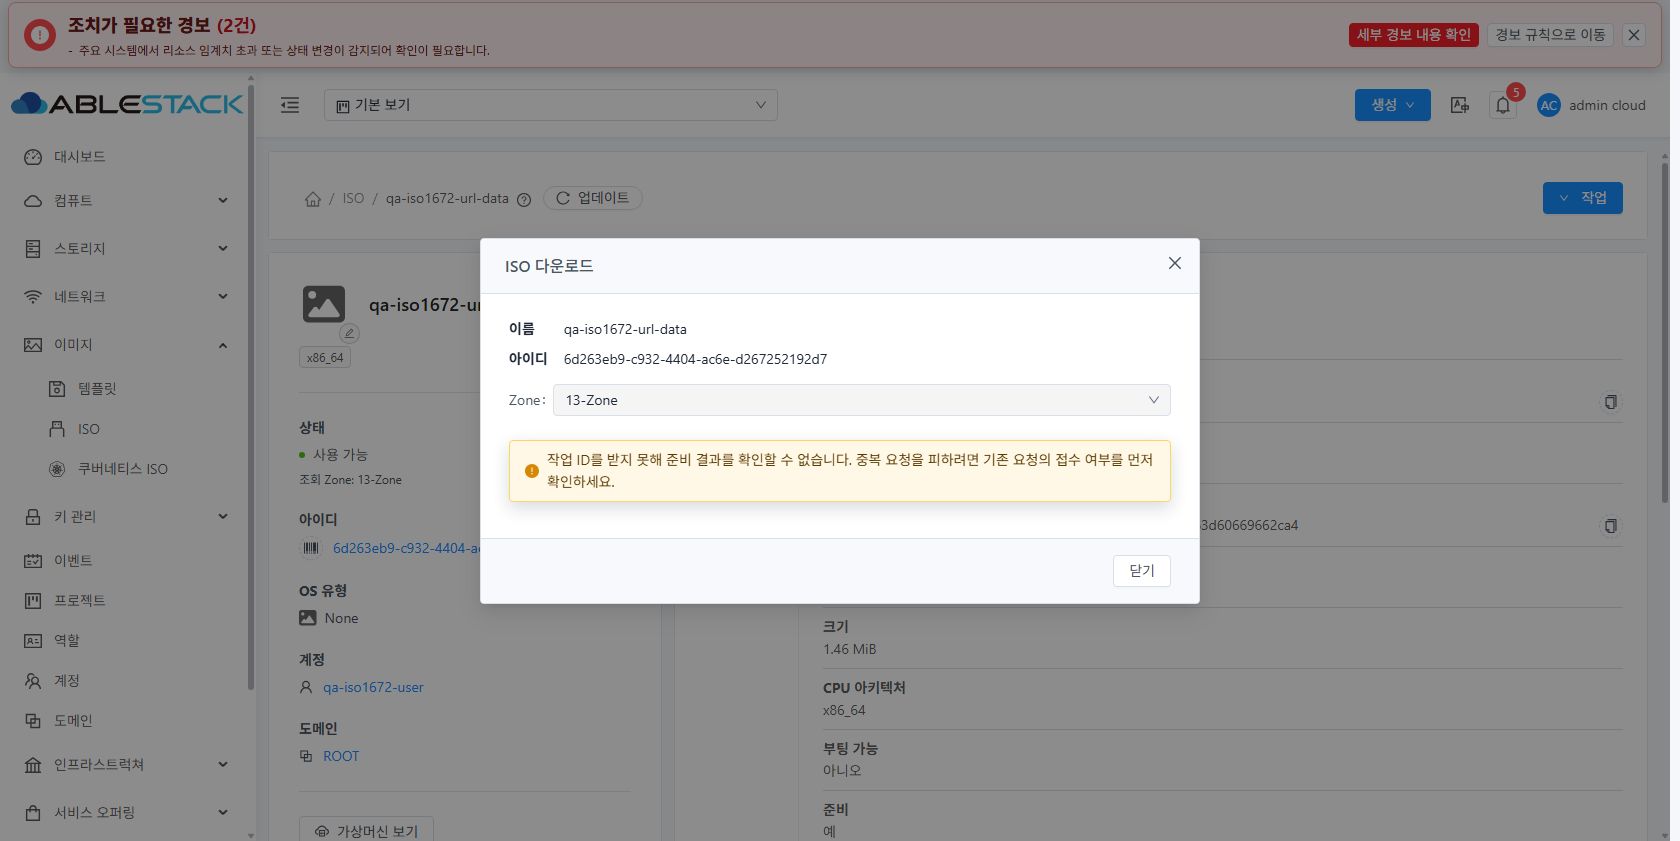 조치가 필요한 경보 (2건)
- 주요 시스템에서 리소스 임계치 초과 또는 상태 변경이 감지되어 확인이 필요합니다.
세부 경보 내용 확인
경보 규칙으로 이동
ABLESTACK
기본 보기
생성
5
AC
admin cloud
대시보드
컴퓨트
스토리지
네트워크
이미지
템플릿
ISO
쿠버네티스 ISO
키 관리
이벤트
프로젝트
역할
계정
도메인
인프라스트럭쳐
서비스 오퍼링
/ ISO / qa-iso1672-url-data
업데이트
작업
qa-iso1672-u
x86_64
상태
사용 가능
조회 Zone: 13-Zone
아이디
6d263eb9-c932-4404-a
OS 유형
None
계정
qa-iso1672-user
도메인
ROOT
가상머신 보기
ISO 다운로드
이름 qa-iso1672-url-data
아이디 6d263eb9-c932-4404-ac6e-d267252192d7
Zone: 13-Zone
작업 ID를 받지 못해 준비 결과를 확인할 수 없습니다. 중복 요청을 피하려면 기존 요청의 접수 여부를 먼저
확인하세요.
닫기
3d60669662ca4
크기
1.46 MiB
CPU 아키텍처
x86_64
부팅 가능
아니오
준비
예